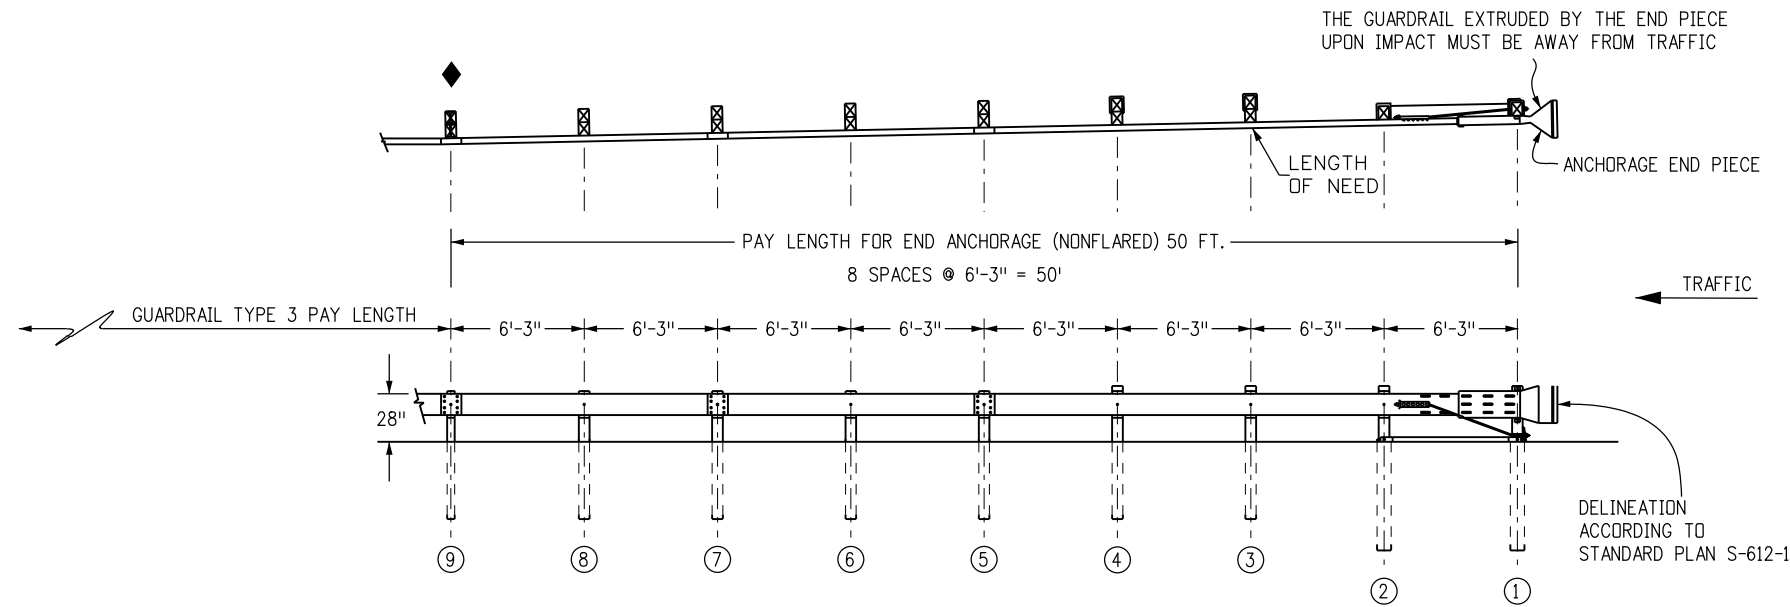 THE GUARDRAIL EXTRUDED BY THE END PIECE
UPON IMPACT MUST BE AWAY FROM TRAFFIC
LENGTH
OF NEED
ANCHORAGE END PIECE
PAY LENGTH FOR END ANCHORAGE (NONFLARED) 50 FT.
8 SPACES @ 6'-3" = 50'
TRAFFIC
GUARDRAIL TYPE 3 PAY LENGTH
6'-3" 6'-3" 6'-3" 6'-3" 6'-3" 6'-3" 6'-3" 6'-3"
28"
DELINEATION
ACCORDING TO
STANDARD PLAN S-612-1
9 8 7 6 5 4 3
2 1